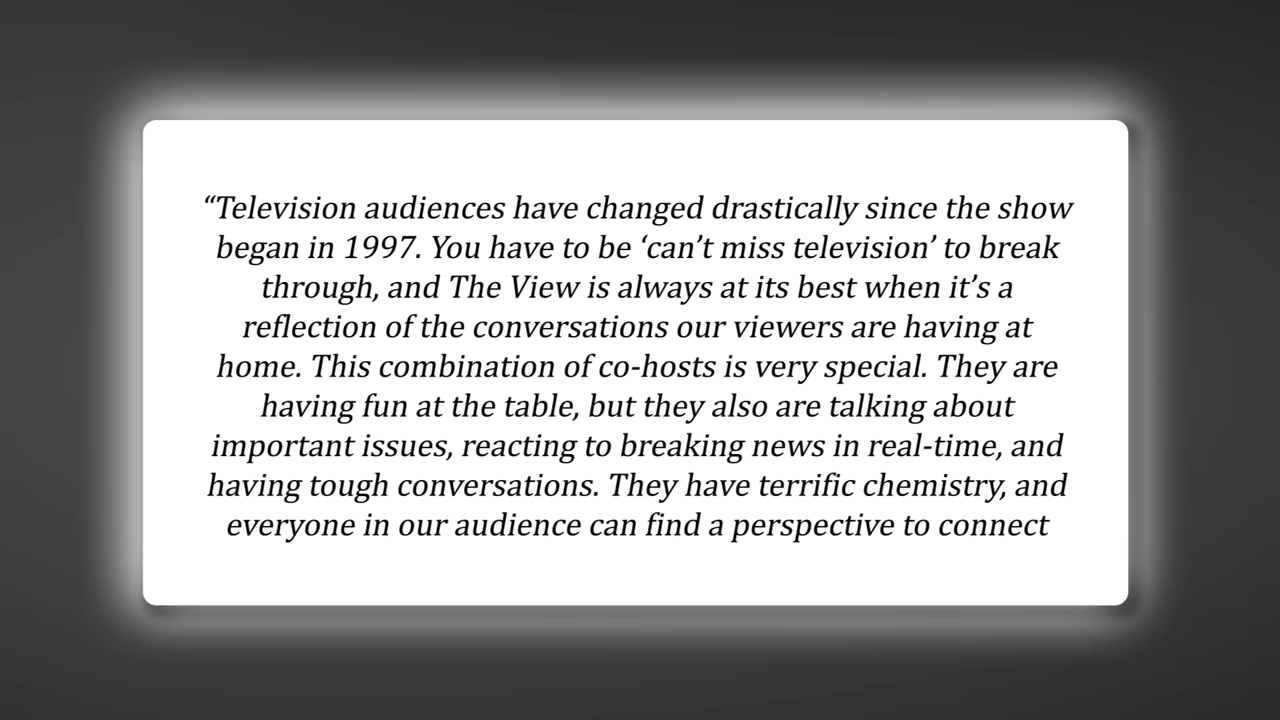 “Television audiences have changed drastically since the show
began in 1997. You have to be ‘can’t miss television’ to break
through, and The View is always at its best when it’s a
reflection of the conversations our viewers are having at
home. This combination of co-hosts is very special. They are
having fun at the table, but they also are talking about
important issues, reacting to breaking news in real-time, and
having tough conversations. They have terrific chemistry, and
everyone in our audience can find a perspective to connect